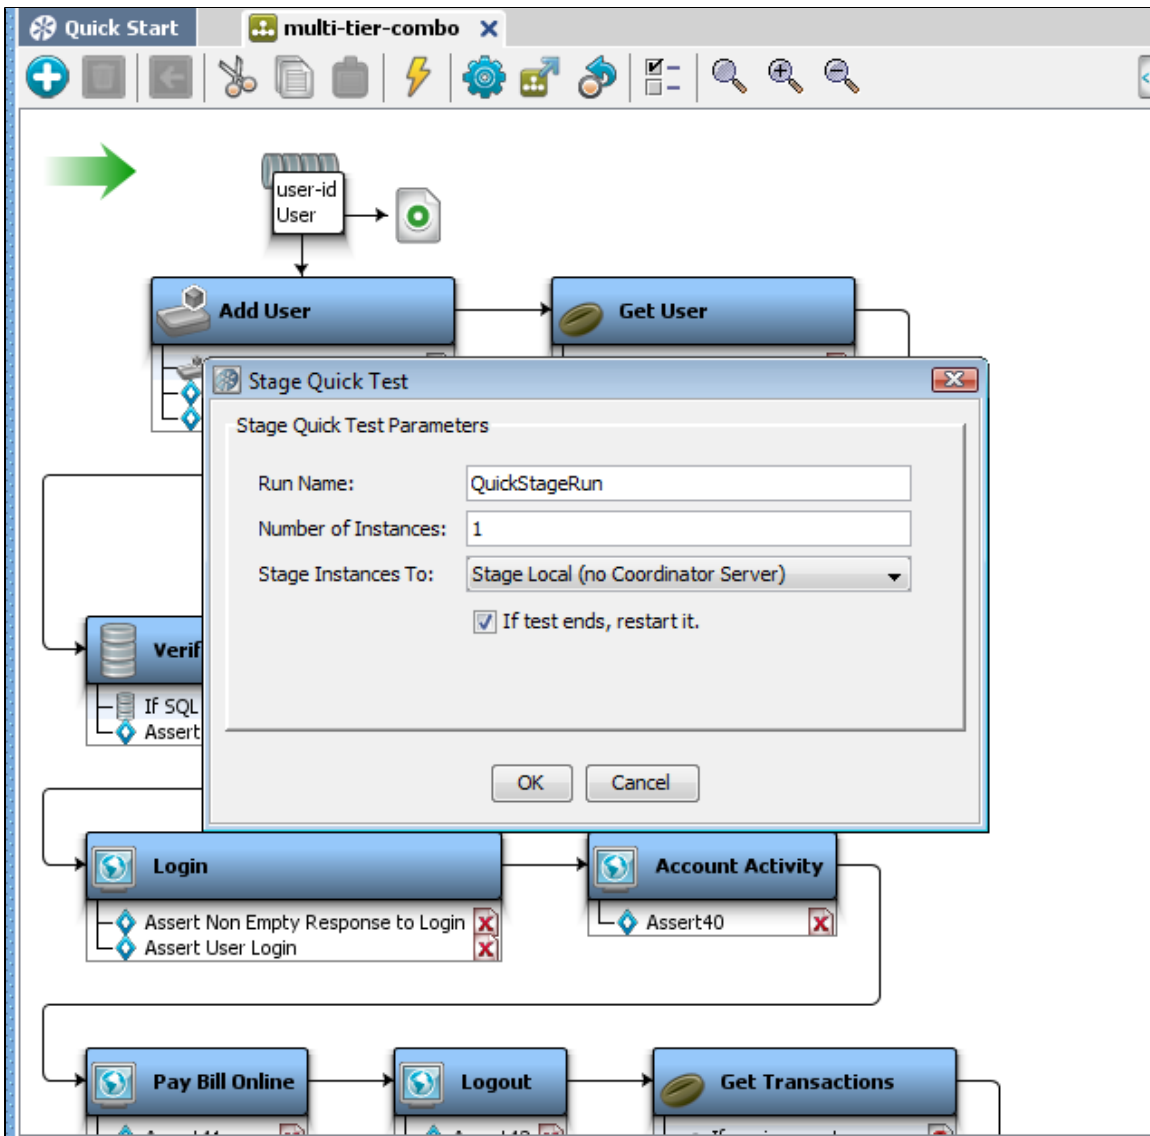 Quick Start
multi-tier-combo
user-id
User
Add User
Get User
Stage Quick Test
Stage Quick Test Parameters
Run Name: QuickStageRun
Number of Instances: 1
Stage Instances To: Stage Local (no Coordinator Server)
If test ends, restart it.
OK Cancel
If SQL
Assert
Login
Account Activity
Assert Non Empty Response to Login
Assert User Login
Assert40
Pay Bill Online
Logout
Get Transactions